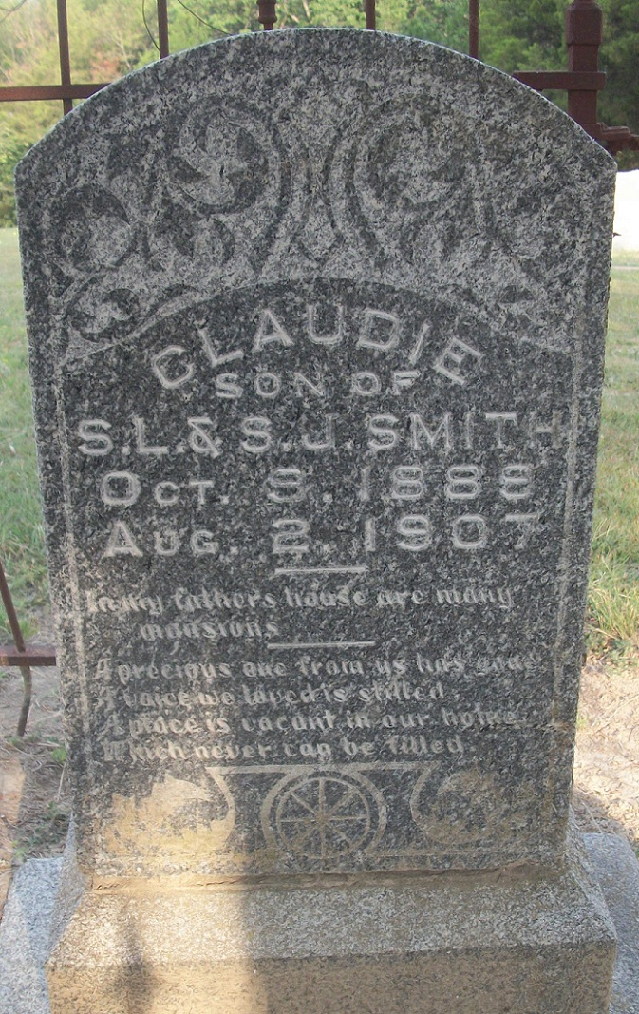 CLAUDIE
SON OF
S.L. & S.J. SMITH
OCT. 3. 1888
AUG. 2. 1907
In my fathers house are many
mansions
A precious one from us has gone
A voice we loved is stilled.
A place is vacant in our home
Which never can be filled.